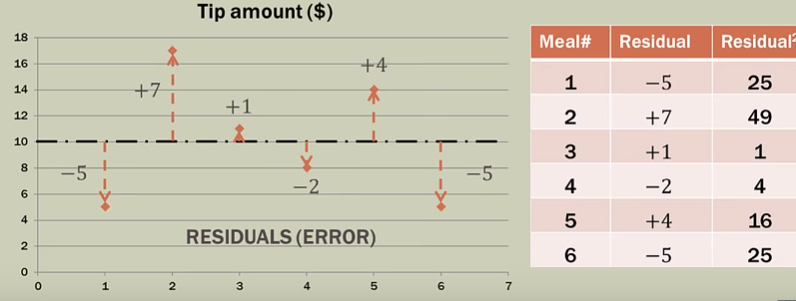 Tip amount ($)
18
16
14
12
10
8
6
4
2
0
+7
+1
+4
−5
−2
−5
RESIDUALS (ERROR)
0 1 2 3 4 5 6 7
Meal# Residual Residual²
1 −5 25
2 +7 49
3 +1 1
4 −2 4
5 +4 16
6 −5 25